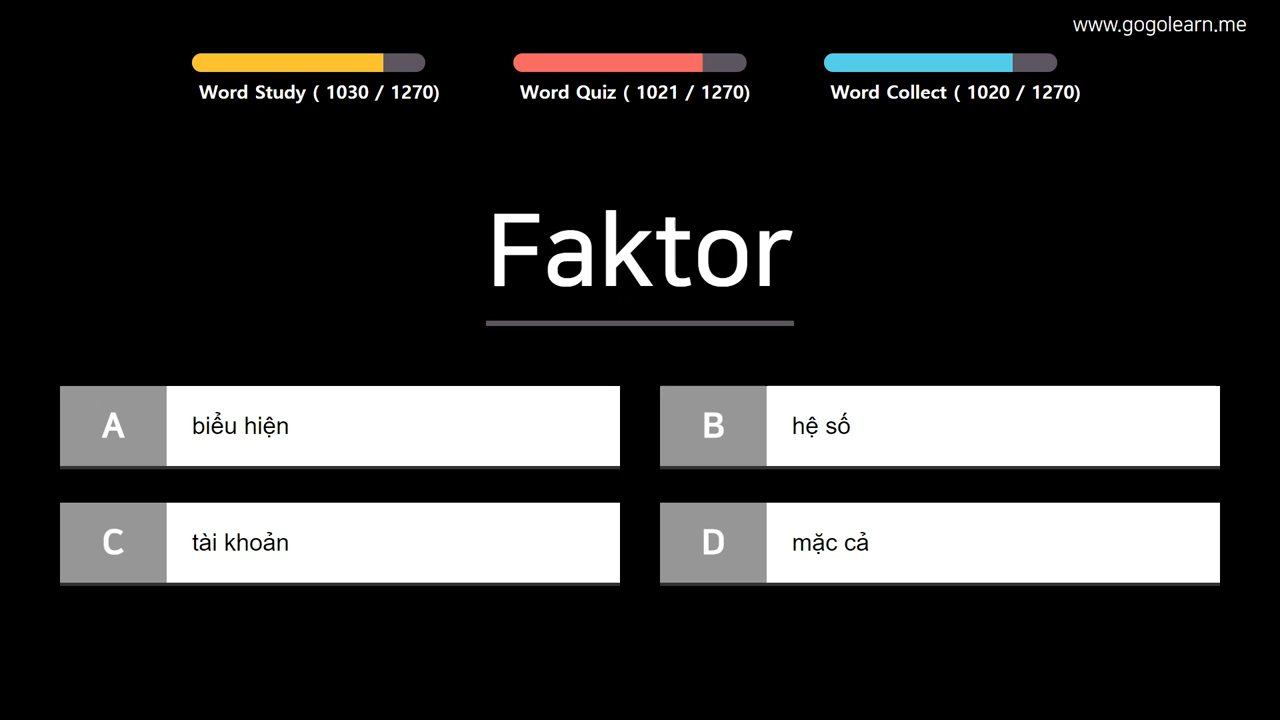 www.gogolearn.me
Word Study ( 1030 / 1270)
Word Quiz ( 1021 / 1270)
Word Collect ( 1020 / 1270)
Faktor
A biểu hiện
B hệ số
C tài khoản
D mặc cả